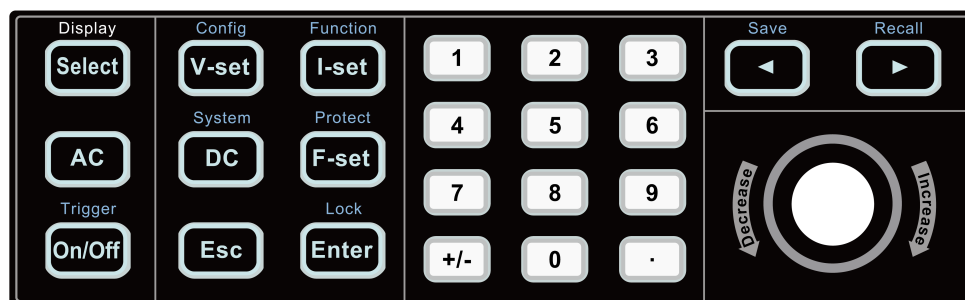 Display Config Function Save Recall
Select V-set I-set 1 2 3 ◄ ►
System Protect
AC DC F-set 4 5 6
Trigger Lock
On/Off Esc Enter 7 8 9
+/- 0 .
Decrease Increase